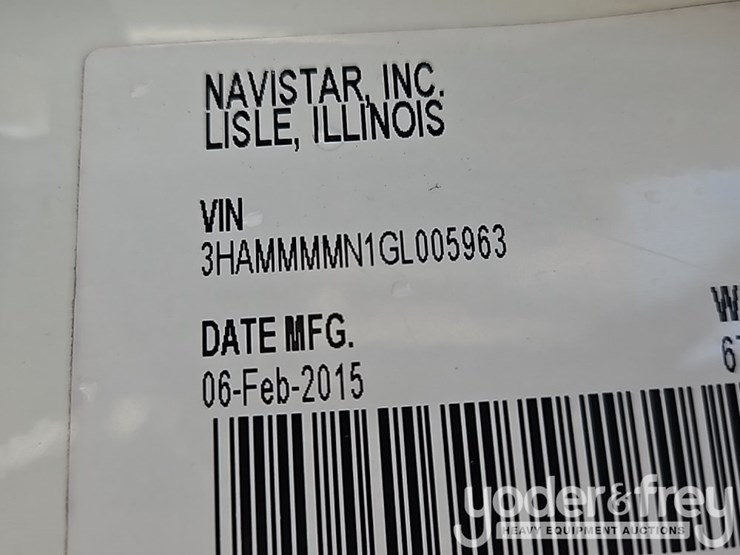 NAVISTAR, INC.
LISLE, ILLINOIS
VIN
3HAMMMMN1GL005963
DATE MFG.
06-Feb-2015
yoder&frey
HEAVY EQUIPMENT AUCTIONS